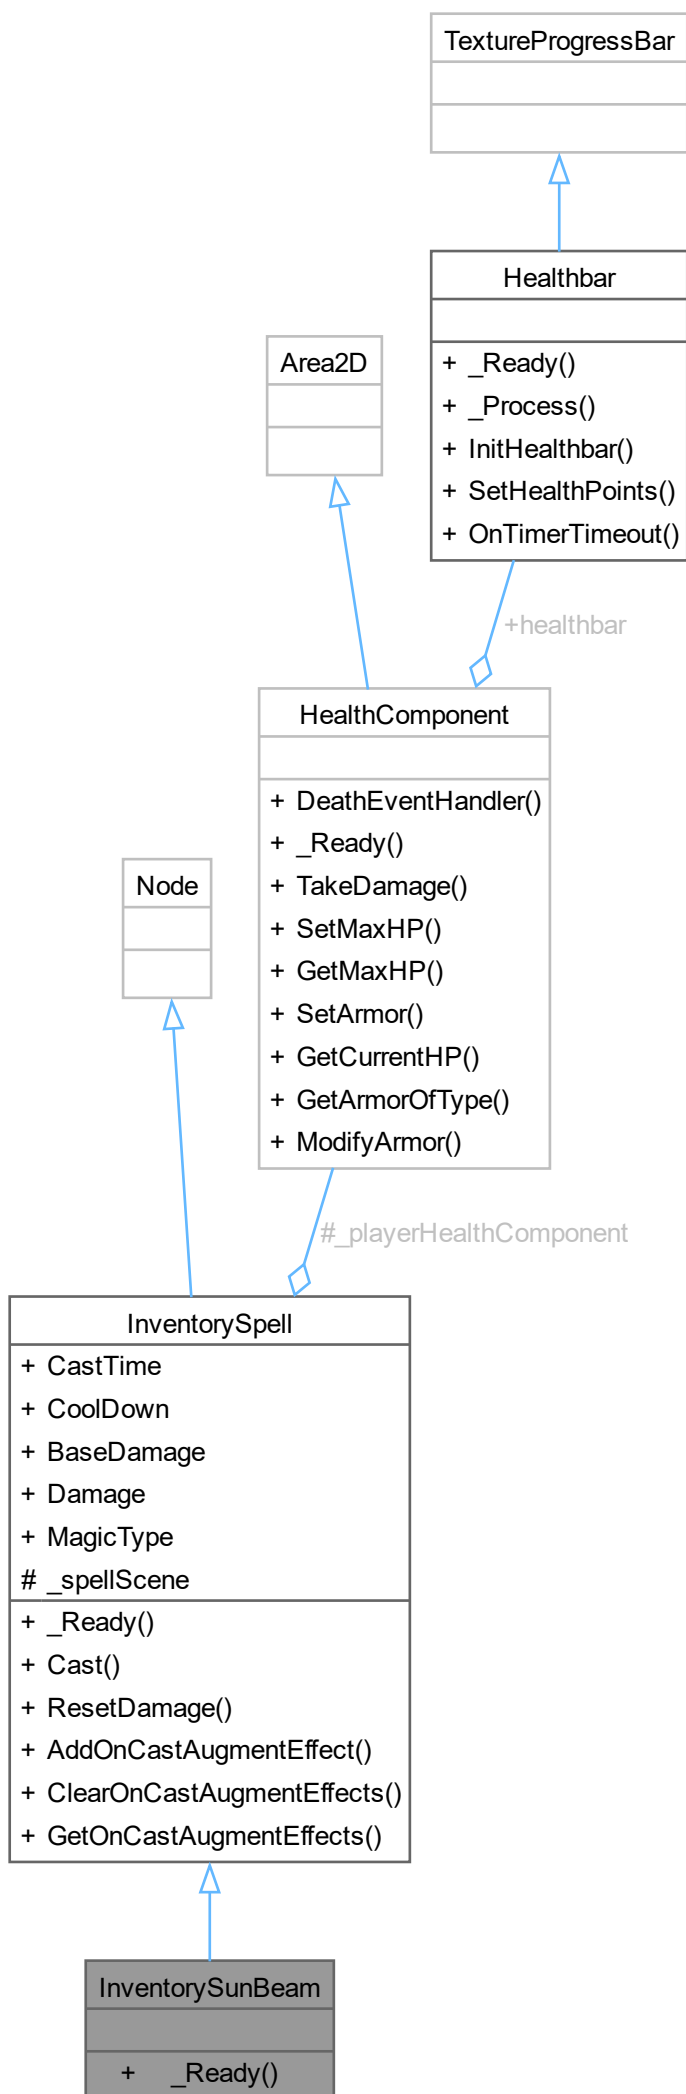 TextureProgressBar
Healthbar
+ _Ready()
+ _Process()
+ InitHealthbar()
+ SetHealthPoints()
+ OnTimerTimeout()
Area2D
+healthbar
HealthComponent
+ DeathEventHandler()
+ _Ready()
+ TakeDamage()
+ SetMaxHP()
+ GetMaxHP()
+ SetArmor()
+ GetCurrentHP()
+ GetArmorOfType()
+ ModifyArmor()
Node
#_playerHealthComponent
InventorySpell
+ CastTime
+ CoolDown
+ BaseDamage
+ Damage
+ MagicType
# _spellScene
+ _Ready()
+ Cast()
+ ResetDamage()
+ AddOnCastAugmentEffect()
+ ClearOnCastAugmentEffects()
+ GetOnCastAugmentEffects()
InventorySunBeam
+ _Ready()